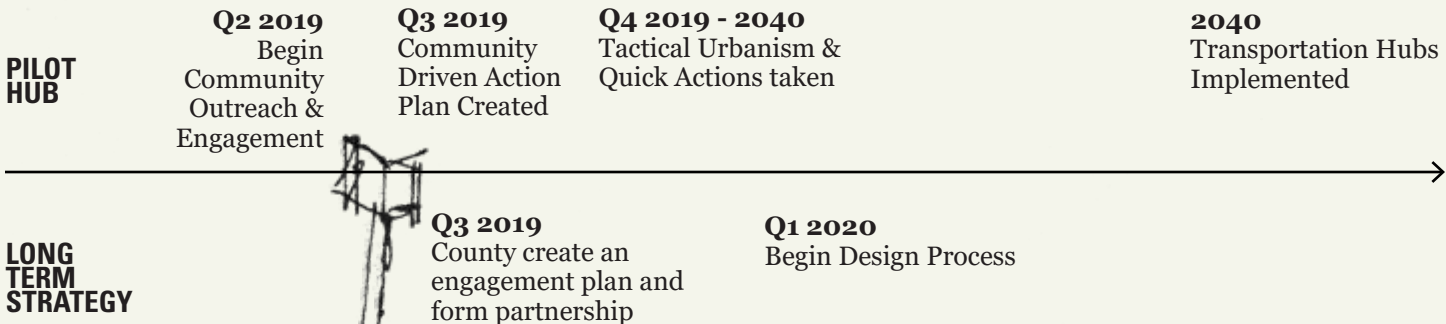 PILOT
HUB
Q2 2019
Begin
Community
Outreach &
Engagement
Q3 2019
Community
Driven Action
Plan Created
Q4 2019 - 2040
Tactical Urbanism &
Quick Actions taken
2040
Transportation Hubs
Implemented
LONG
TERM
STRATEGY
Q3 2019
County create an
engagement plan and
form partnership
Q1 2020
Begin Design Process